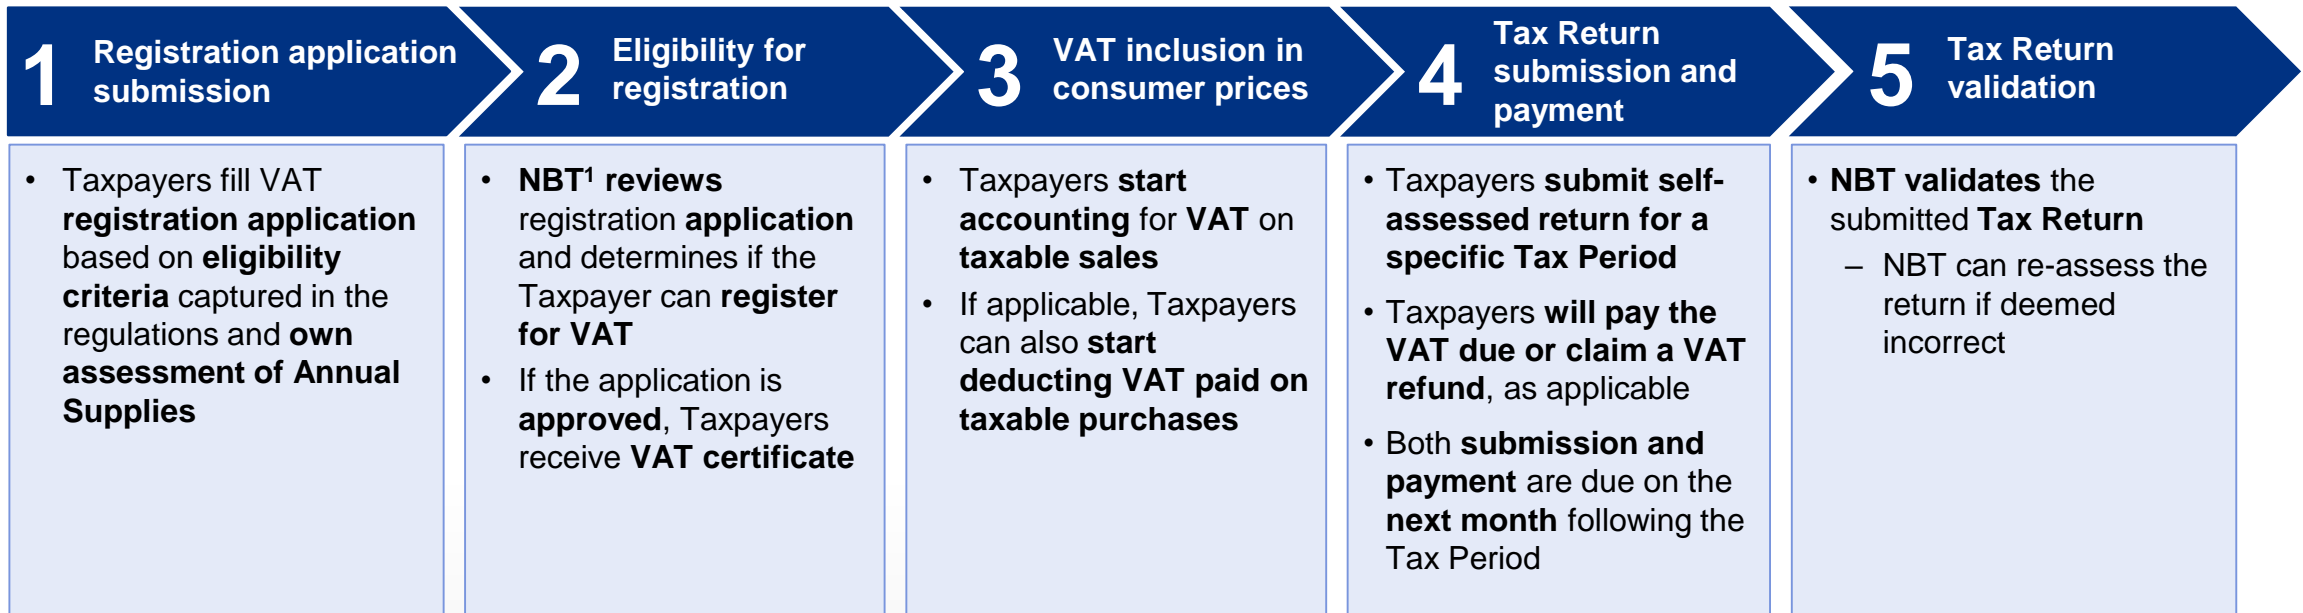 1
Registration application
submission
• Taxpayers fill VAT
registration application
based on eligibility
criteria captured in the
regulations and own
assessment of Annual
Supplies
2
Eligibility for
registration
• NBT¹ reviews
registration application
and determines if the
Taxpayer can register
for VAT
• If the application is
approved, Taxpayers
receive VAT certificate
3
VAT inclusion in
consumer prices
• Taxpayers start
accounting for VAT on
taxable sales
• If applicable, Taxpayers
can also start
deducting VAT paid on
taxable purchases
4
Tax Return
submission and
payment
• Taxpayers submit self-
assessed return for a
specific Tax Period
• Taxpayers will pay the
VAT due or claim a VAT
refund, as applicable
• Both submission and
payment are due on the
next month following the
Tax Period
5
Tax Return
validation
• NBT validates the
submitted Tax Return
– NBT can re-assess the
return if deemed
incorrect